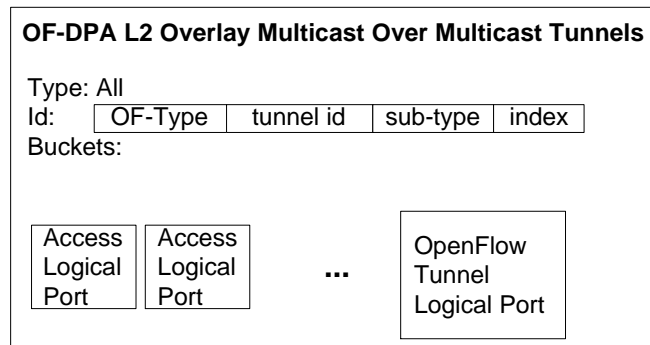 OF-DPA L2 Overlay Multicast Over Multicast Tunnels
Type: All
Id: OF-Type tunnel id sub-type index
Buckets:
Access Logical Port
Access Logical Port
...
OpenFlow Tunnel Logical Port